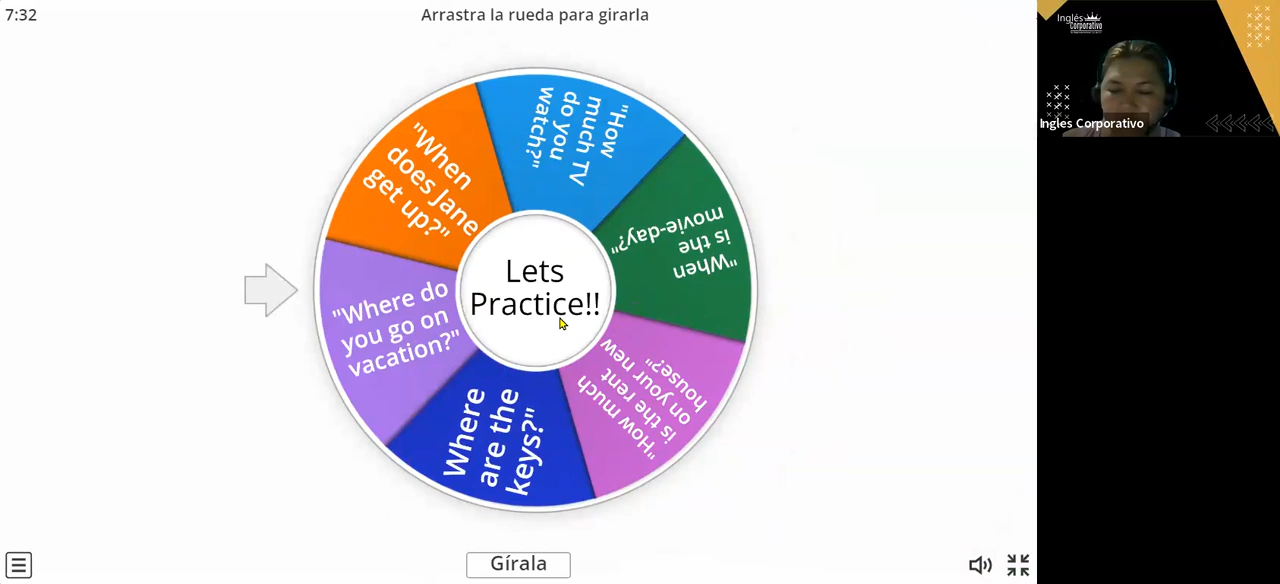 7:32
Arrastra la rueda para girarla
"How
much TV
do you
watch?"
"When
is the
movie-day?"
"How much
is the rent
on your new
house?"
Where
are the
keys?"
"Where do
you go on
vacation?"
"When
does Jane
get up?"
Lets
Practice!!
Gírala
Inglés
Corporativo
Ingles Corporativo